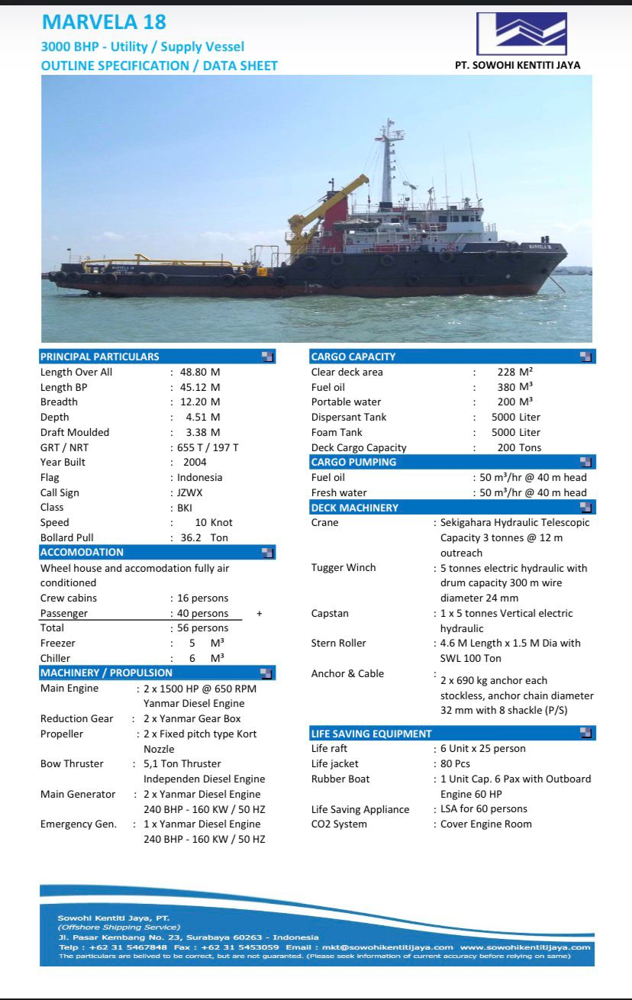 MARVELA 18
3000 BHP - Utility / Supply Vessel
OUTLINE SPECIFICATION / DATA SHEET
PT. SOWOHI KENTITI JAYA
MARVELA 18
MARVELA 18
PRINCIPAL PARTICULARS
Length Over All : 48.80 M
Length BP : 45.12 M
Breadth : 12.20 M
Depth : 4.51 M
Draft Moulded : 3.38 M
GRT / NRT : 655 T / 197 T
Year Built : 2004
Flag : Indonesia
Call Sign : JZWX
Class : BKI
Speed : 10 Knot
Bollard Pull : 36.2 Ton
ACCOMODATION
Wheel house and accomodation fully air
conditioned
Crew cabins : 16 persons
Passenger : 40 persons +
Total : 56 persons
Freezer : 5 M³
Chiller : 6 M³
MACHINERY / PROPULSION
Main Engine : 2 x 1500 HP @ 650 RPM
Yanmar Diesel Engine
Reduction Gear : 2 x Yanmar Gear Box
Propeller : 2 x Fixed pitch type Kort
Nozzle
Bow Thruster : 5,1 Ton Thruster
Independen Diesel Engine
Main Generator : 2 x Yanmar Diesel Engine
240 BHP - 160 KW / 50 HZ
Emergency Gen. : 1 x Yanmar Diesel Engine
240 BHP - 160 KW / 50 HZ
CARGO CAPACITY
Clear deck area : 228 M²
Fuel oil : 380 M³
Portable water : 200 M³
Dispersant Tank : 5000 Liter
Foam Tank : 5000 Liter
Deck Cargo Capacity : 200 Tons
CARGO PUMPING
Fuel oil : 50 m³/hr @ 40 m head
Fresh water : 50 m³/hr @ 40 m head
DECK MACHINERY
Crane : Sekigahara Hydraulic Telescopic
Capacity 3 tonnes @ 12 m
outreach
Tugger Winch : 5 tonnes electric hydraulic with
drum capacity 300 m wire
diameter 24 mm
Capstan : 1 x 5 tonnes Vertical electric
hydraulic
Stern Roller : 4.6 M Length x 1.5 M Dia with
SWL 100 Ton
Anchor & Cable :
2 x 690 kg anchor each
stockless, anchor chain diameter
32 mm with 8 shackle (P/S)
LIFE SAVING EQUIPMENT
Life raft : 6 Unit x 25 person
Life jacket : 80 Pcs
Rubber Boat : 1 Unit Cap. 6 Pax with Outboard
Engine 60 HP
Life Saving Appliance : LSA for 60 persons
CO2 System : Cover Engine Room
Sowohi Kentiti Jaya, PT.
(Offshore Shipping Service)
Jl. Pasar Kembang No. 23, Surabaya 60263 - Indonesia
Telp : +62 31 5467848 Fax : +62 31 5453059 Email : mkt@sowohikentitijaya.com www.sowohikentitijaya.com
The particulars are belived to be correct, but are not guaranted. (Please seek information of current accuracy before relying on same)